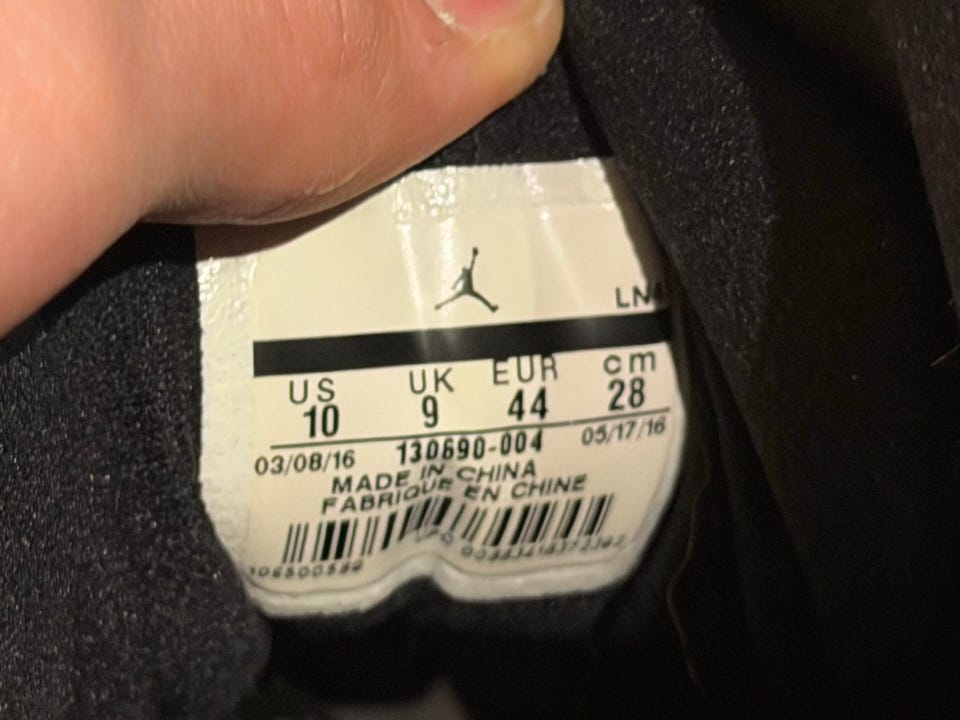 US UK EUR cm
10 9 44 28
03/08/16 130690-004 05/17/16
MADE IN CHINA
FABRIQUE EN CHINE